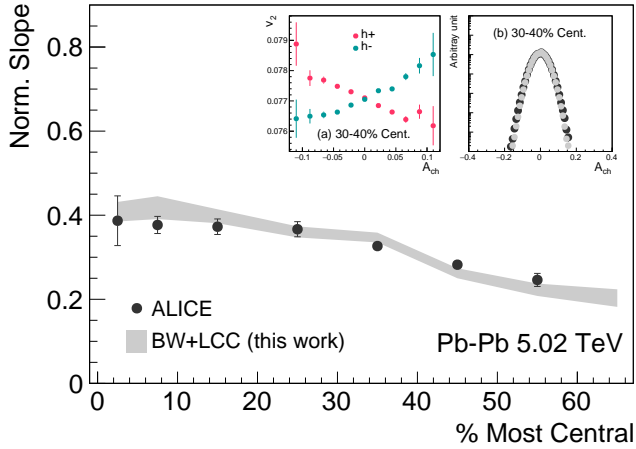 Norm. Slope
0.8
0.6
0.4
0.2
0
0 10 20 30 40 50 60
% Most Central
ALICE
BW+LCC (this work)
Pb-Pb 5.02 TeV
v2
0.079
0.078
0.077
0.076
h+
h-
(a) 30-40% Cent.
−0.1 −0.05 0 0.05 0.1
Ach
Arbitray unit
(b) 30-40% Cent.
−0.4 −0.2 0 0.2 0.4
Ach